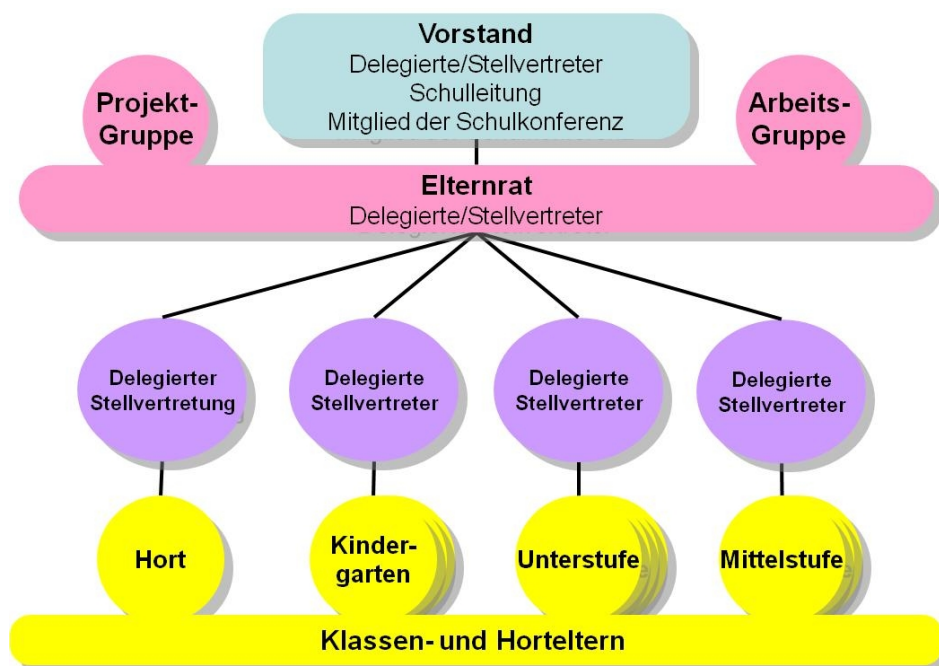 Vorstand
Delegierte/Stellvertreter
Schulleitung
Mitglied der Schulkonferenz
Projekt-
Gruppe
Arbeits-
Gruppe
Elternrat
Delegierte/Stellvertreter
Delegierter
Stellvertretung
Delegierte
Stellvertreter
Delegierte
Stellvertreter
Delegierte
Stellvertreter
Hort
Kinder-
garten
Unterstufe
Mittelstufe
Klassen- und Horteltern